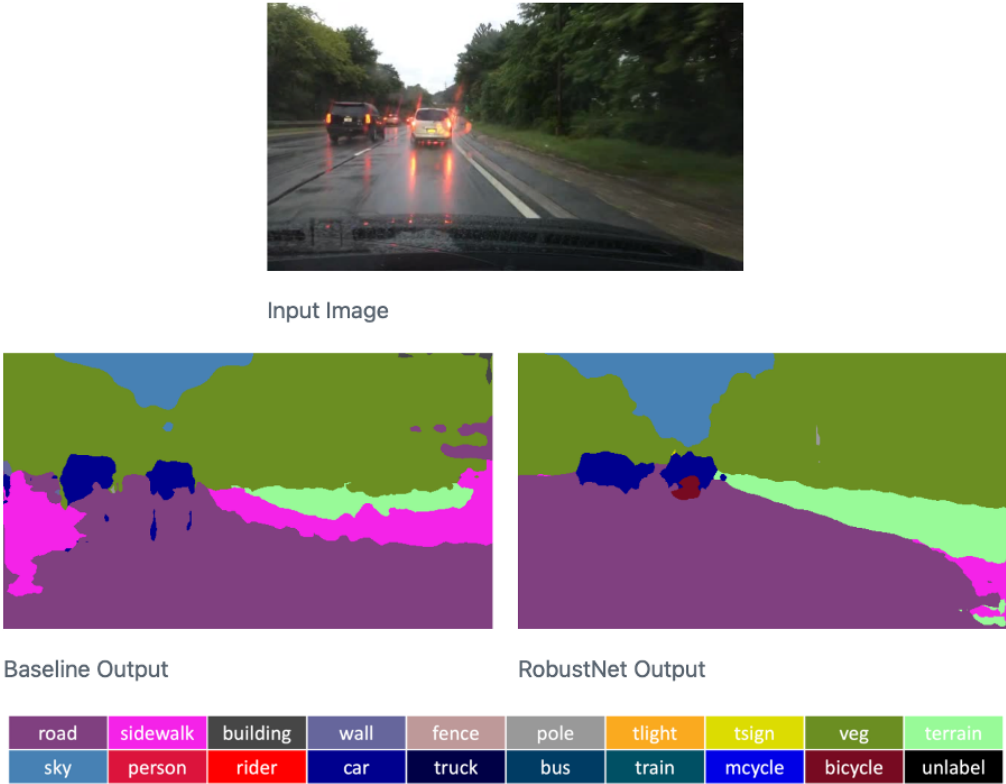 Input Image
Baseline Output
RobustNet Output
road sidewalk building wall fence pole tlight tsign veg terrain
sky person rider car truck bus train mcycle bicycle unlabel